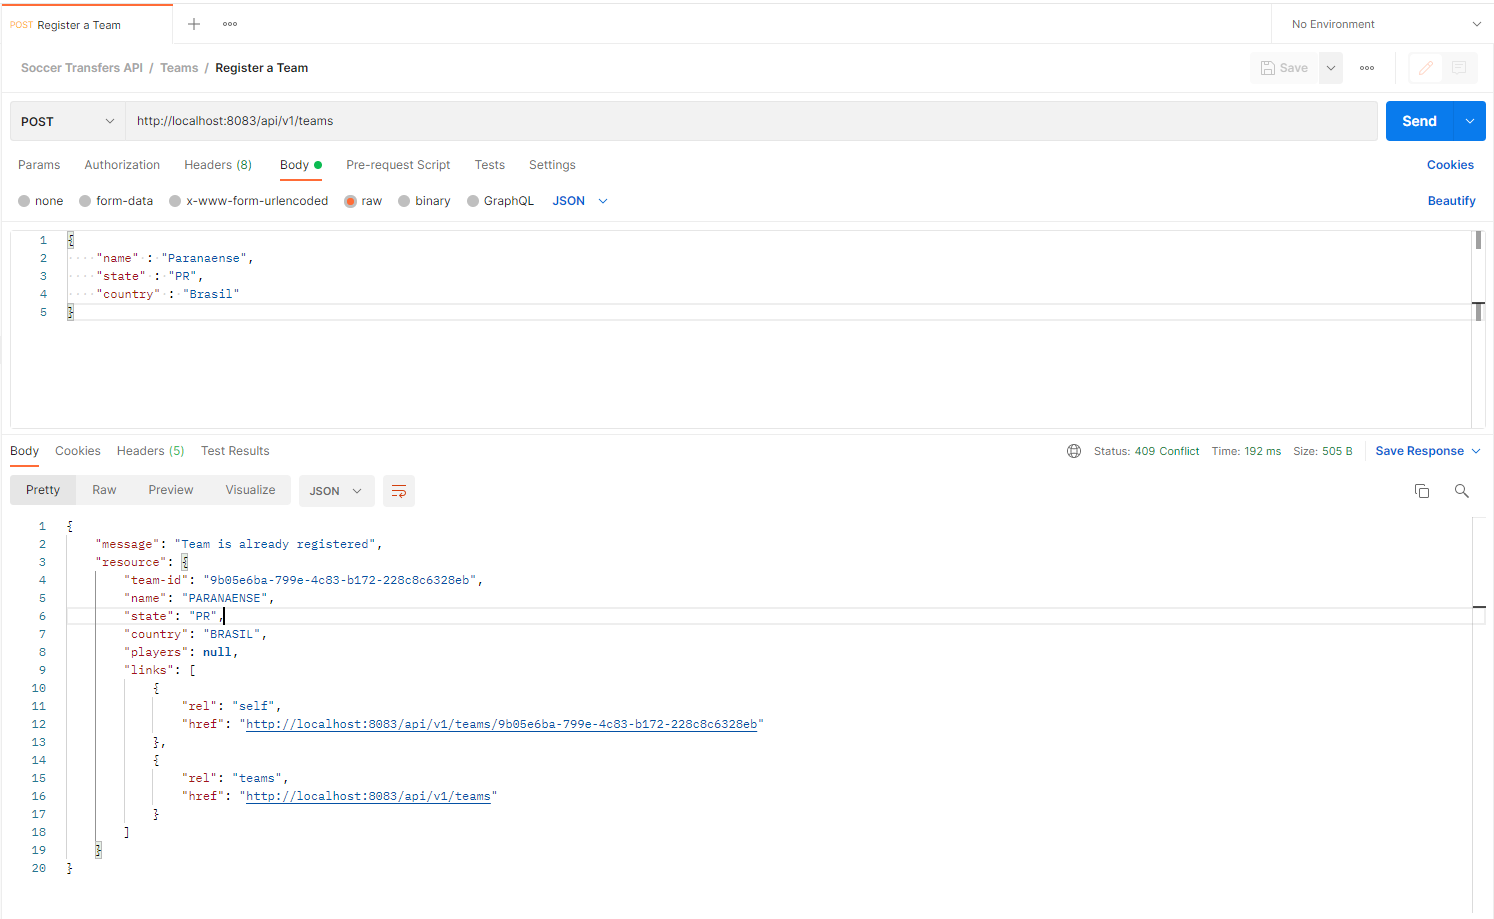 POST Register a Team
No Environment
Soccer Transfers API / Teams / Register a Team
Save
POST
http://localhost:8083/api/v1/teams
Send
Params Authorization Headers (8) Body Pre-request Script Tests Settings
Cookies
none form-data x-www-form-urlencoded raw binary GraphQL JSON
Beautify
1 {
2 "name" : "Paranaense",
3 "state" : "PR",
4 "country" : "Brasil"
5 }
Body Cookies Headers (5) Test Results
Status: 409 Conflict Time: 192 ms Size: 505 B Save Response
Pretty Raw Preview Visualize JSON
1 {
2 "message": "Team is already registered",
3 "resource": {
4 "team-id": "9b05e6ba-799e-4c83-b172-228c8c6328eb",
5 "name": "PARANAENSE",
6 "state": "PR",
7 "country": "BRASIL",
8 "players": null,
9 "links": [
10 {
11 "rel": "self",
12 "href": "http://localhost:8083/api/v1/teams/9b05e6ba-799e-4c83-b172-228c8c6328eb"
13 },
14 {
15 "rel": "teams",
16 "href": "http://localhost:8083/api/v1/teams"
17 }
18 ]
19 }
20 }